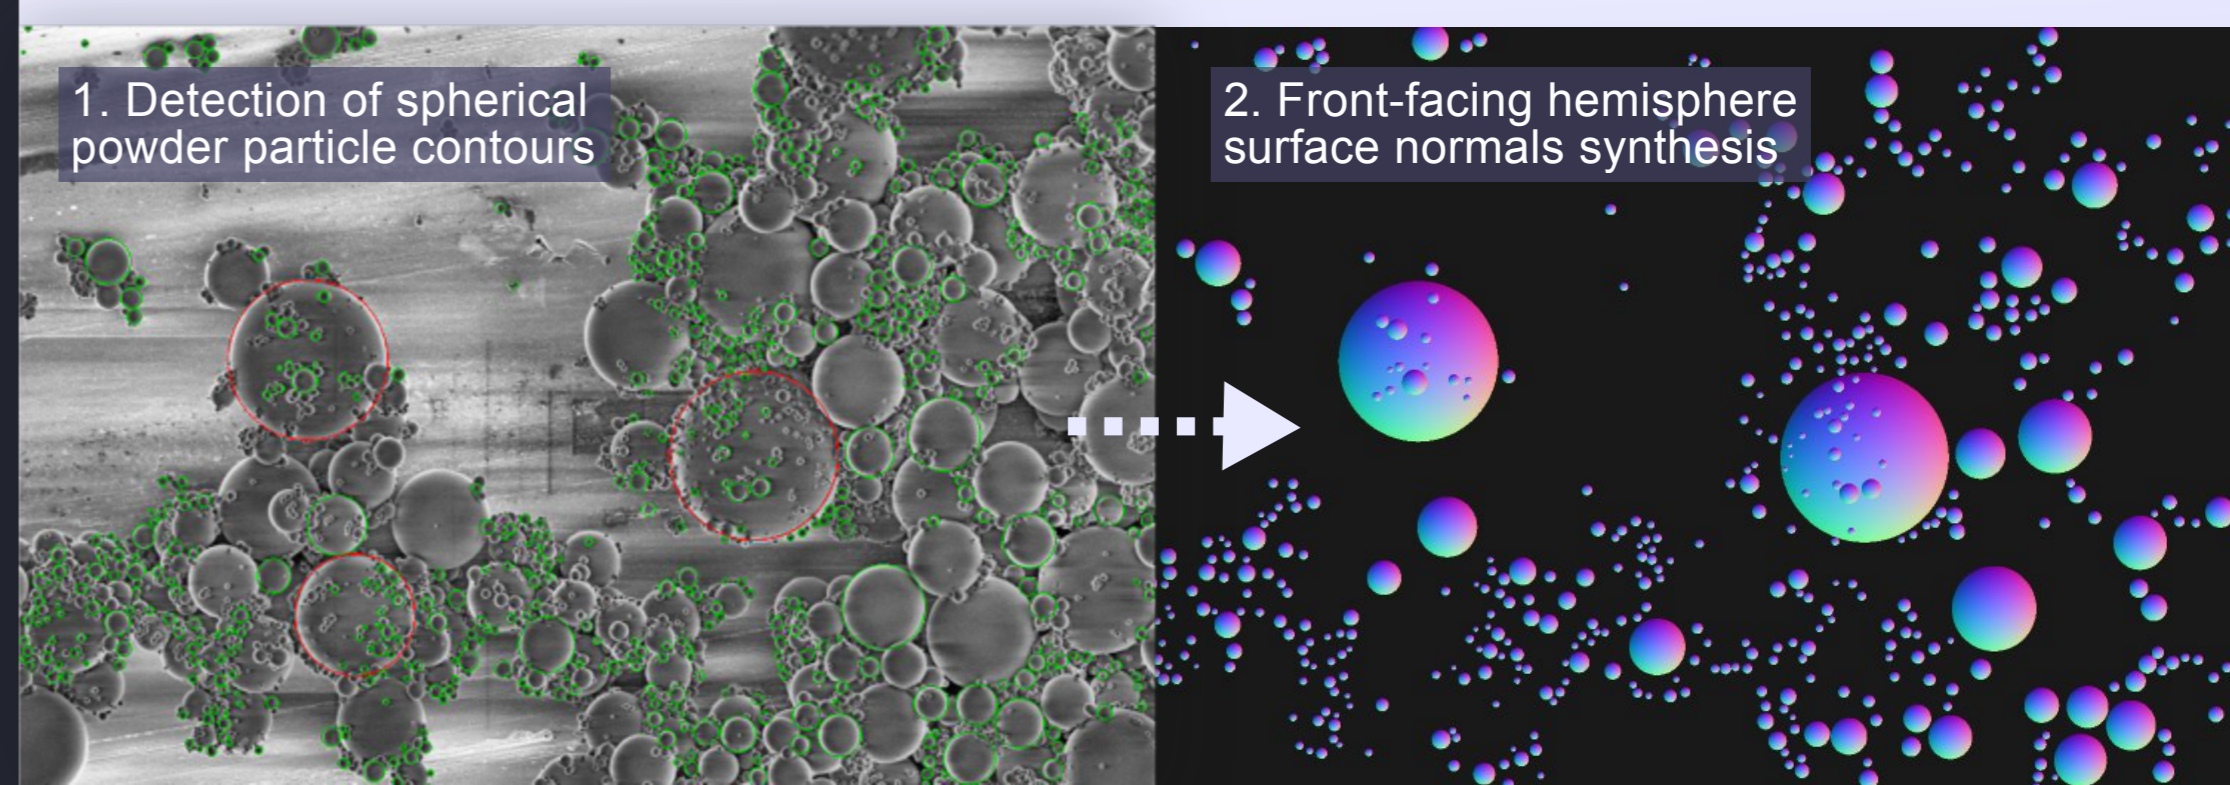 1. Detection of spherical
powder particle contours
2. Front-facing hemisphere
surface normals synthesis